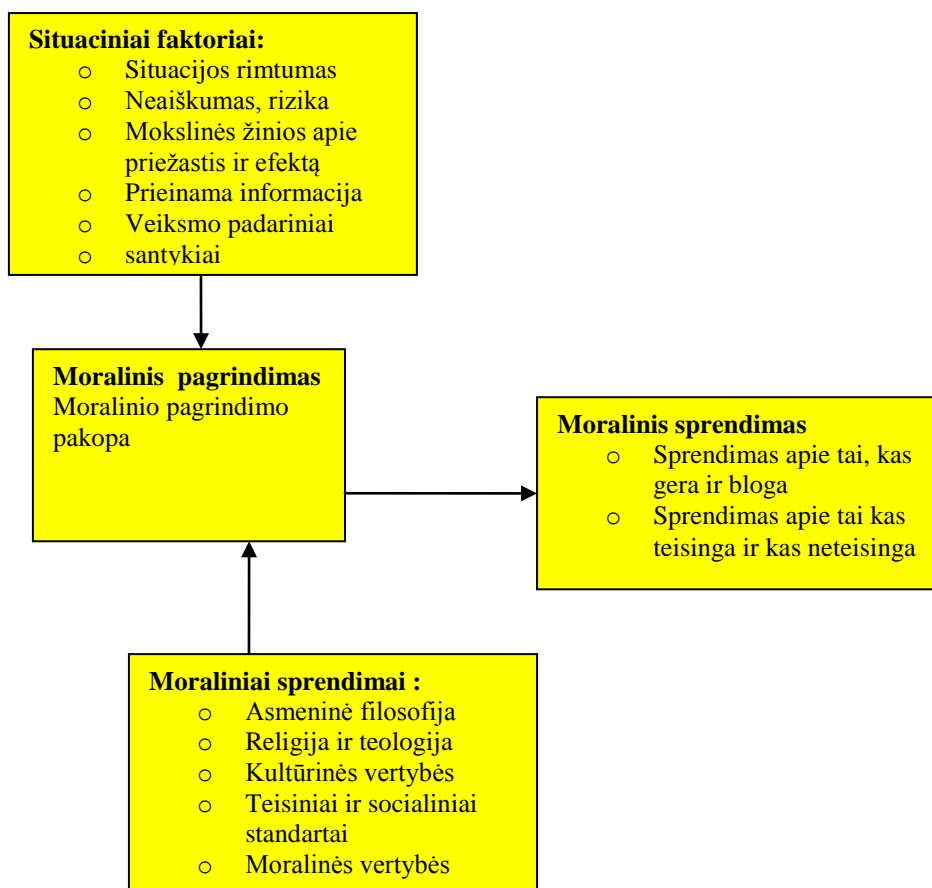 Situaciniai faktoriai:
o Situacijos rimtumas
o Neaiškumas, rizika
o Mokslinės žinios apie
priežastis ir efektą
o Prieinama informacija
o Veiksmo padariniai
o santykiai
Moralinis pagrindimas
Moralinio pagrindimo
pakopa
Moralinis sprendimas
o Sprendimas apie tai, kas
gera ir bloga
o Sprendimas apie tai kas
teisinga ir kas neteisinga
Moraliniai sprendimai :
o Asmeninė filosofija
o Religija ir teologija
o Kultūrinės vertybės
o Teisiniai ir socialiniai
standartai
o Moralinės vertybės